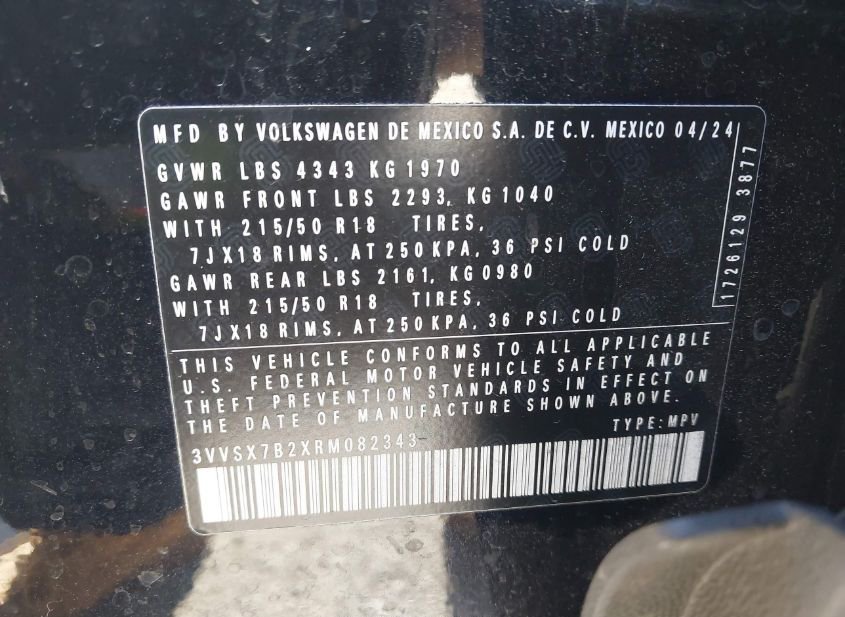 MFD BY VOLKSWAGEN DE MEXICO S.A. DE C.V. MEXICO 04/24
GVWR LBS 4343 KG 1970
GAWR FRONT LBS 2293, KG 1040
WITH 215/50 R18 TIRES,
7JX18 RIMS, AT 250 KPA, 36 PSI COLD
GAWR REAR LBS 2161, KG 0980
WITH 215/50 R18 TIRES,
7JX18 RIMS, AT 250 KPA, 36 PSI COLD
1726129 3877
THIS VEHICLE CONFORMS TO ALL APPLICABLE
U.S. FEDERAL MOTOR VEHICLE SAFETY AND
THEFT PREVENTION STANDARDS IN EFFECT ON
THE DATE OF MANUFACTURE SHOWN ABOVE.
TYPE: MPV
3VVSX7B2XRM082343